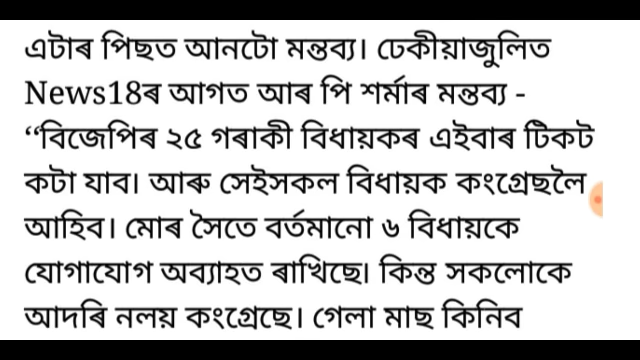 এটাৰ পিছত আনটো মন্তব্য। ঢেকীয়াজুলিত
News18ৰ আগত আৰ পি শৰ্মাৰ মন্তব্য -
“বিজেপিৰ ২৫ গৰাকী বিধায়কৰ এইবাৰ টিকট
কটা যাব। আৰু সেইসকল বিধায়ক কংগ্ৰেছলৈ
আহিব। মোৰ সৈতে বৰ্তমানো ৬ বিধায়কে
যোগাযোগ অব্যাহত ৰাখিছে। কিন্ত সকলোকে
আদৰি নলয় কংগ্ৰেছে। গেলা মাছ কিনিব